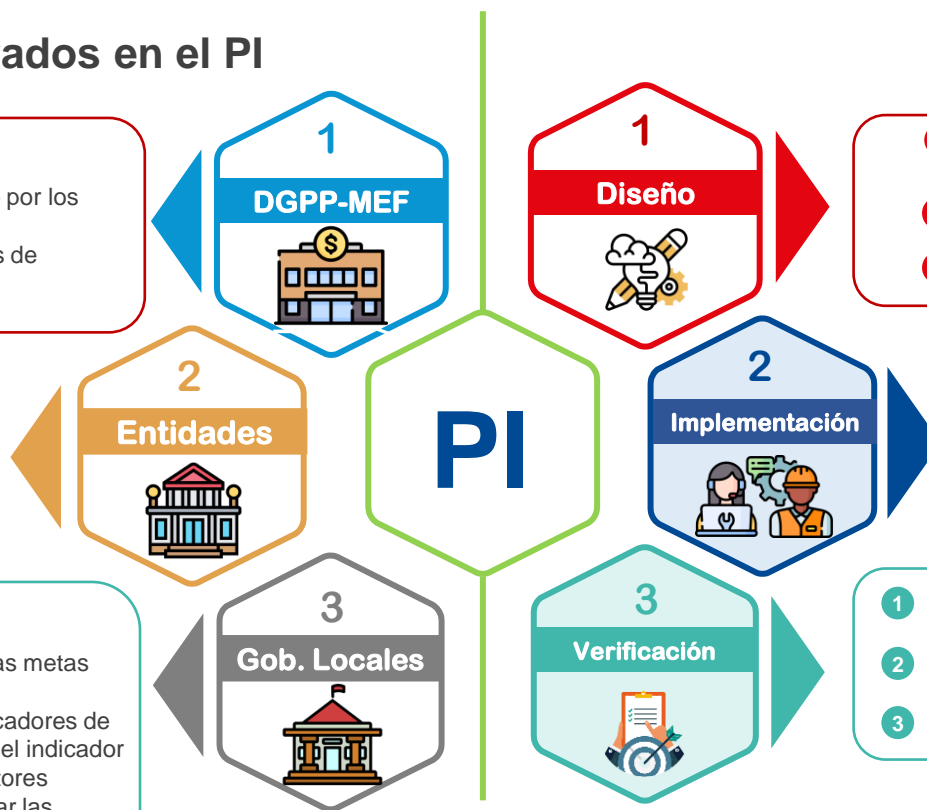 ados en el PI
1
DGPP-MEF
$
por los
s de
2
Entidades
3
Gob. Locales
as metas
cadores de
el indicador
tores
ar las
PI
1
Diseño
2
Implementación
3
Verificación
1
2
3